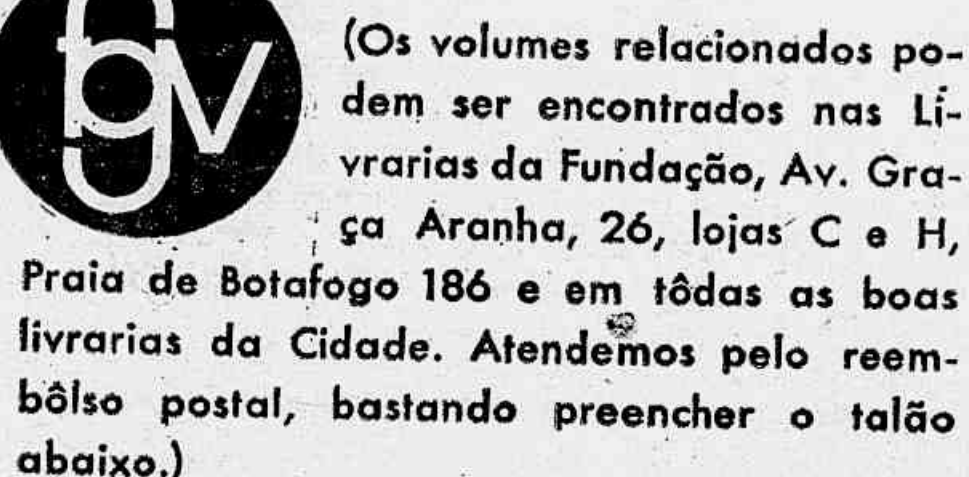 fgv
(Os volumes relacionados po-
dem ser encontrados nas Li-
vrarias da Fundação, Av. Gra-
ça Aranha, 26, lojas C e H,
Praia de Botafogo 186 e em tôdas as boas
livrarias da Cidade. Atendemos pelo reem-
bôlso postal, bastando preencher o talão
abaixo.)